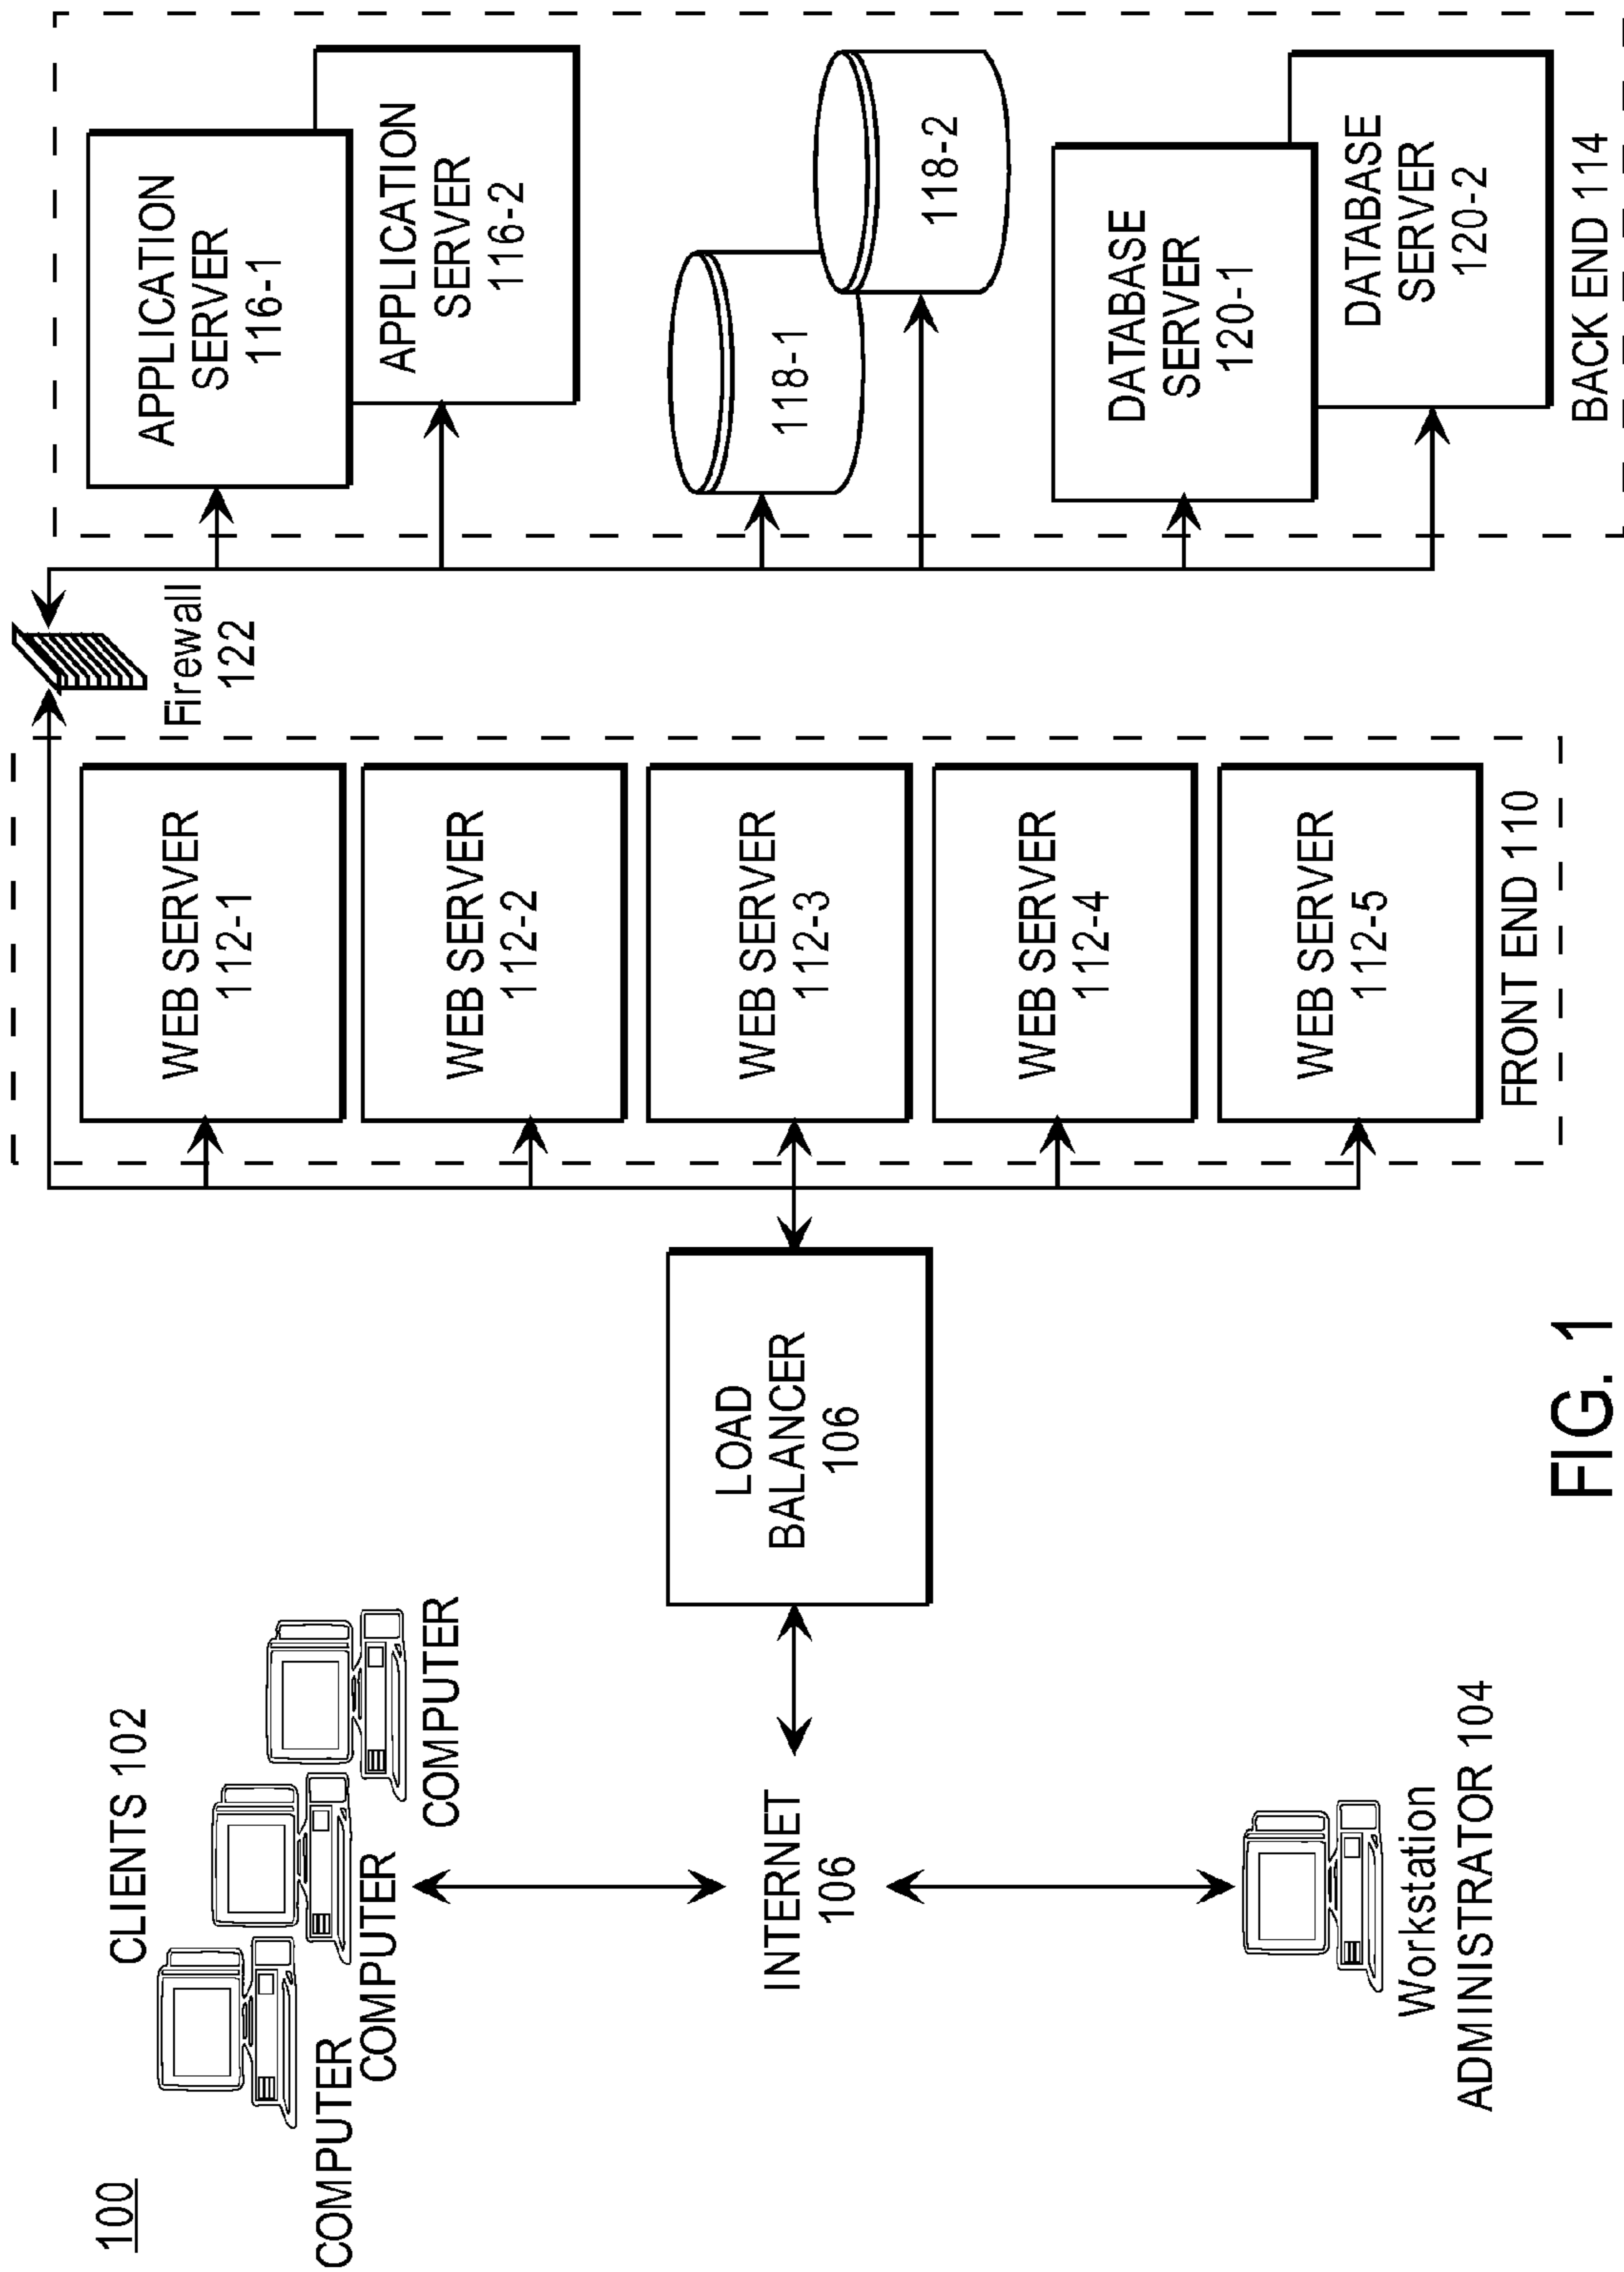 100
CLIENTS 102
COMPUTER
COMPUTER
COMPUTER
INTERNET
106
Workstation
ADMINISTRATOR 104
LOAD
BALANCER
106
WEB SERVER
112-1
WEB SERVER
112-2
WEB SERVER
112-3
WEB SERVER
112-4
WEB SERVER
112-5
FRONT END 110
Firewall
122
APPLICATION
SERVER
116-1
APPLICATION
SERVER
116-2
118-1
118-2
DATABASE
SERVER
120-1
DATABASE
SERVER
120-2
BACK END 114
FIG. 1